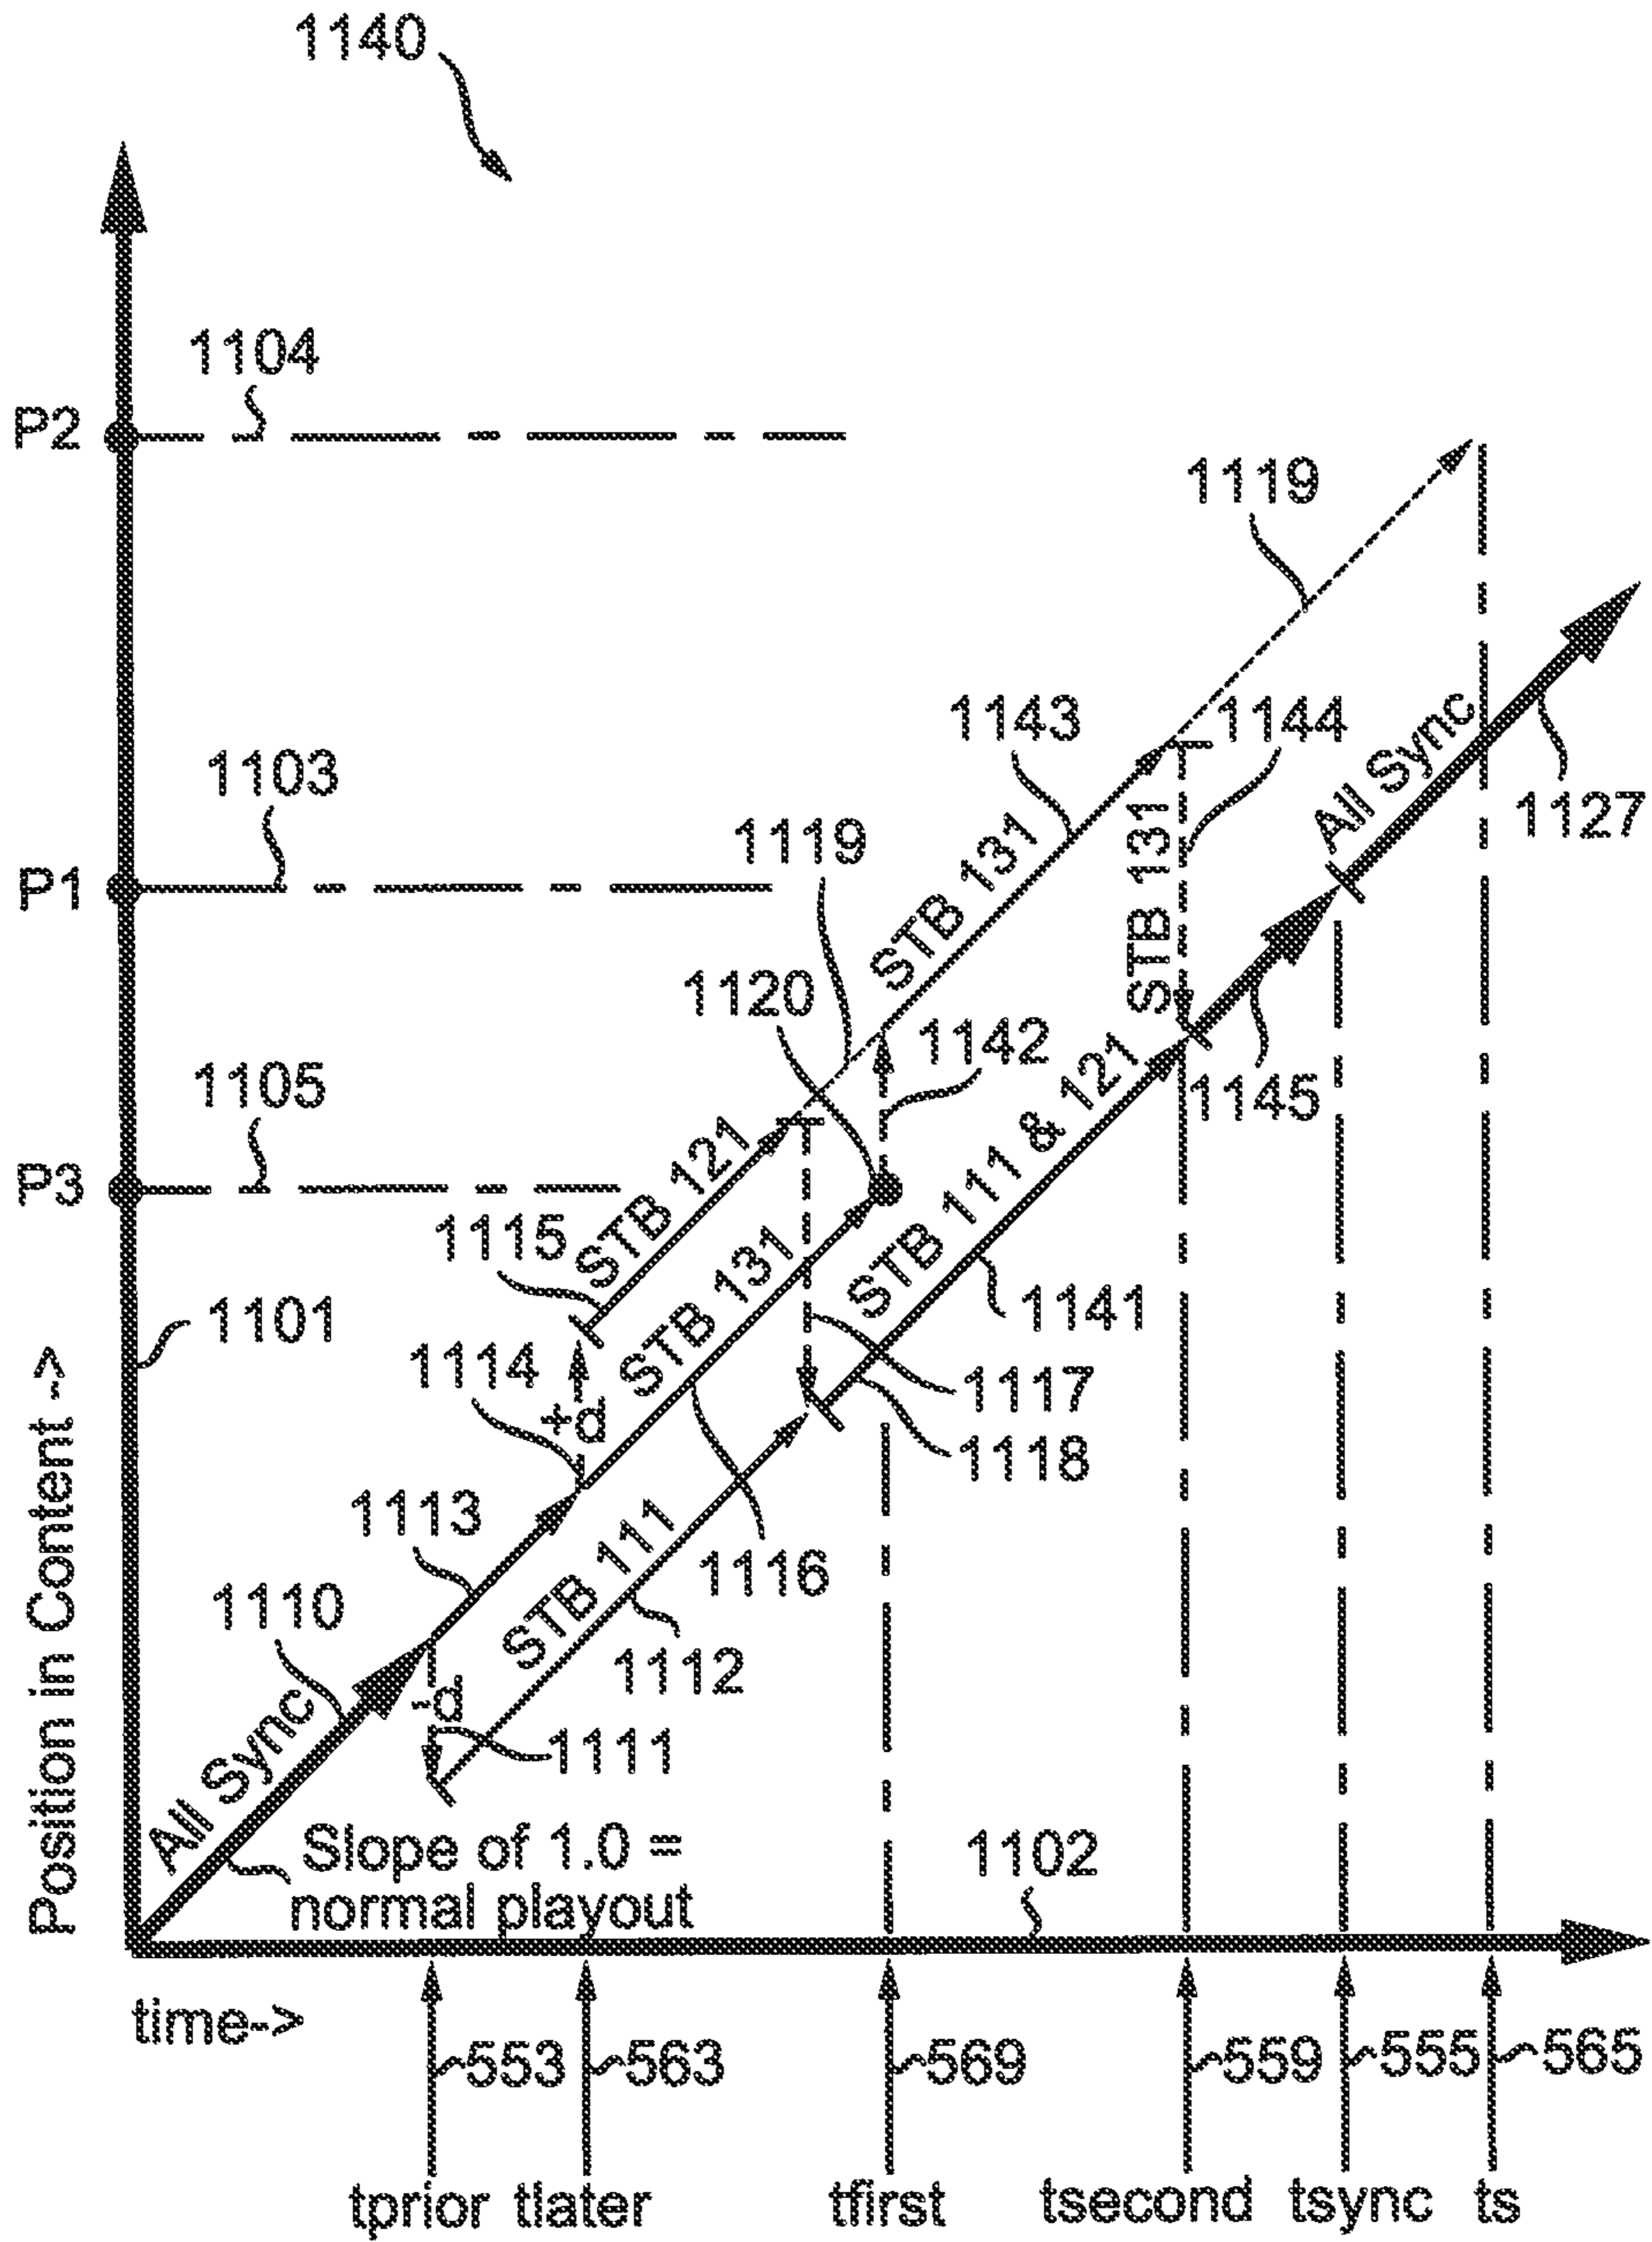 1140
1104
P2
1119
1143
1144
1103
P1
1119
STB 131
STB 131
All Sync
1127
1120
1142
1105
P3
STB 121
1115
STB 131
STB 111 & 121
1145
1141
1101
1114
+d
1117
1118
1113
STB 111
1116
1110
1112
-d
1111
All Sync
Position in Content ->
Slope of 1.0 =
normal playout
1102
time->
553
563
569
559
555
565
tprior
tlater
tfirst
tsecond
tsync
ts